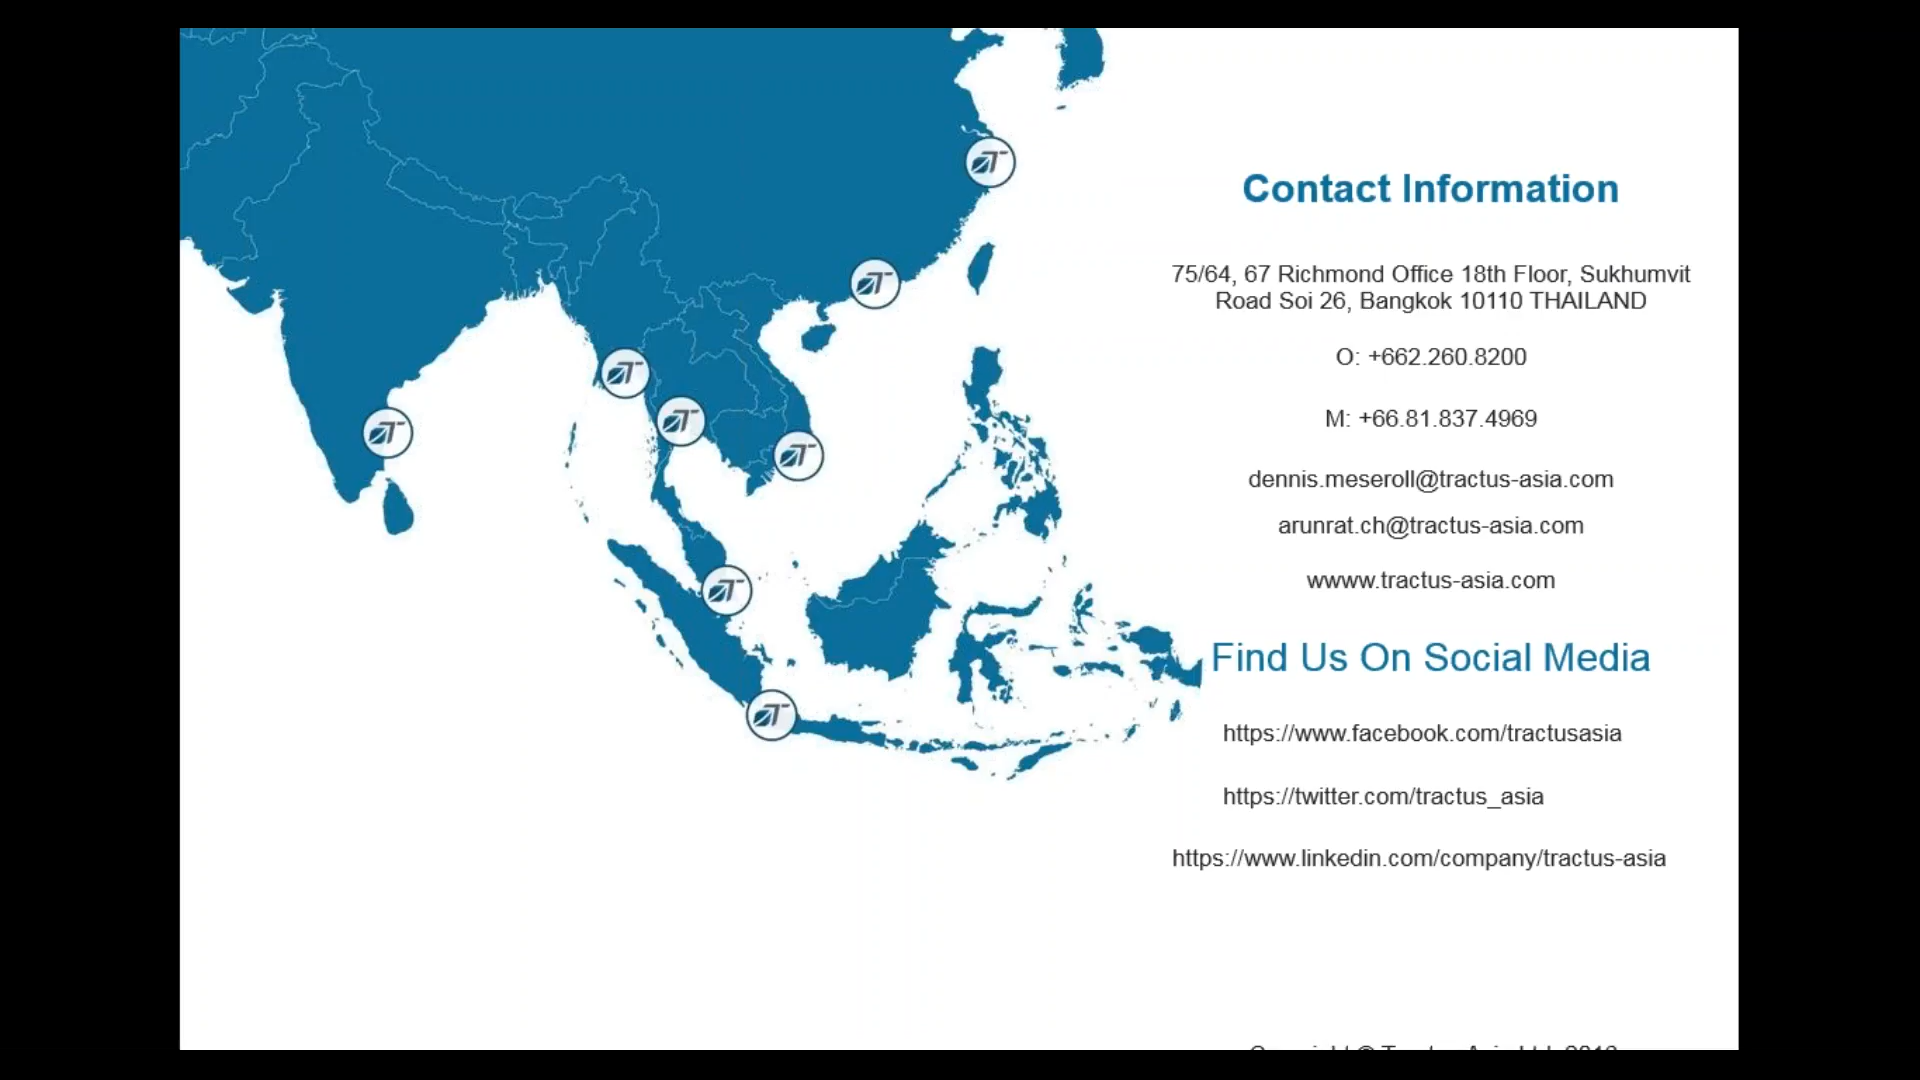 Contact Information
75/64, 67 Richmond Office 18th Floor, Sukhumvit
Road Soi 26, Bangkok 10110 THAILAND
O: +662.260.8200
M: +66.81.837.4969
dennis.meseroll@tractus-asia.com
arunrat.ch@tractus-asia.com
wwww.tractus-asia.com
Find Us On Social Media
https://www.facebook.com/tractusasia
https://twitter.com/tractus_asia
https://www.linkedin.com/company/tractus-asia